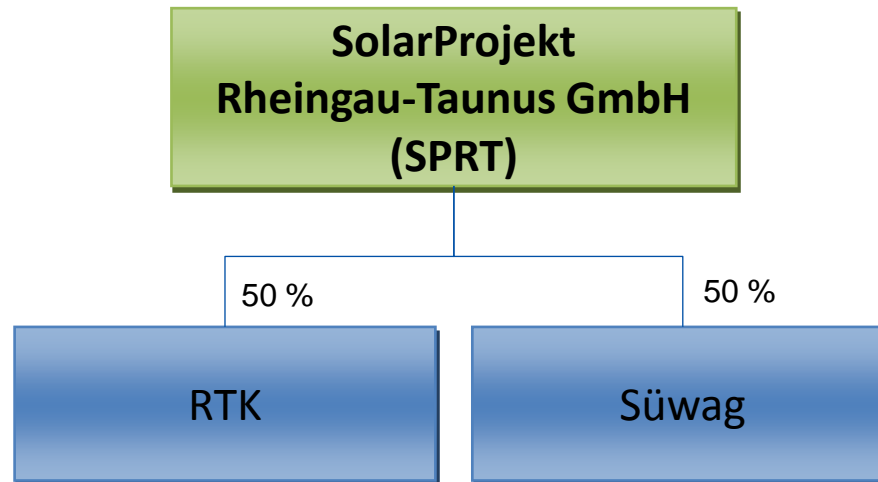 SolarProjekt
Rheingau-Taunus GmbH
(SPRT)
50 %
50 %
RTK
Süwag